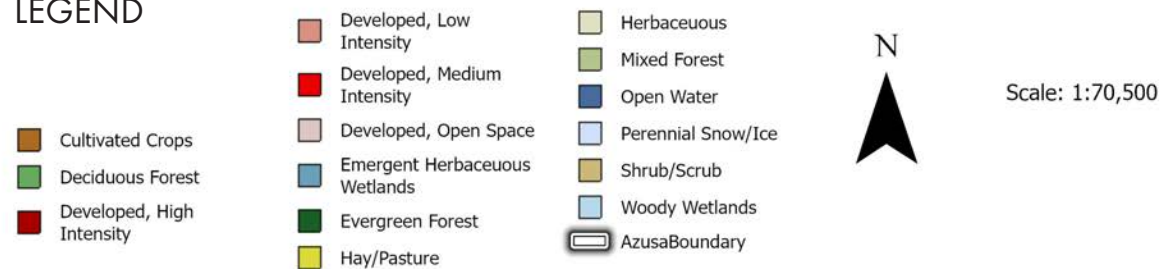 LEGEND
Cultivated Crops
Deciduous Forest
Developed, High
Intensity
Developed, Low
Intensity
Developed, Medium
Intensity
Developed, Open Space
Emergent Herbaceuous
Wetlands
Evergreen Forest
Hay/Pasture
Herbaceuous
Mixed Forest
Open Water
Perennial Snow/Ice
Shrub/Scrub
Woody Wetlands
AzusaBoundary
N
Scale: 1:70,500